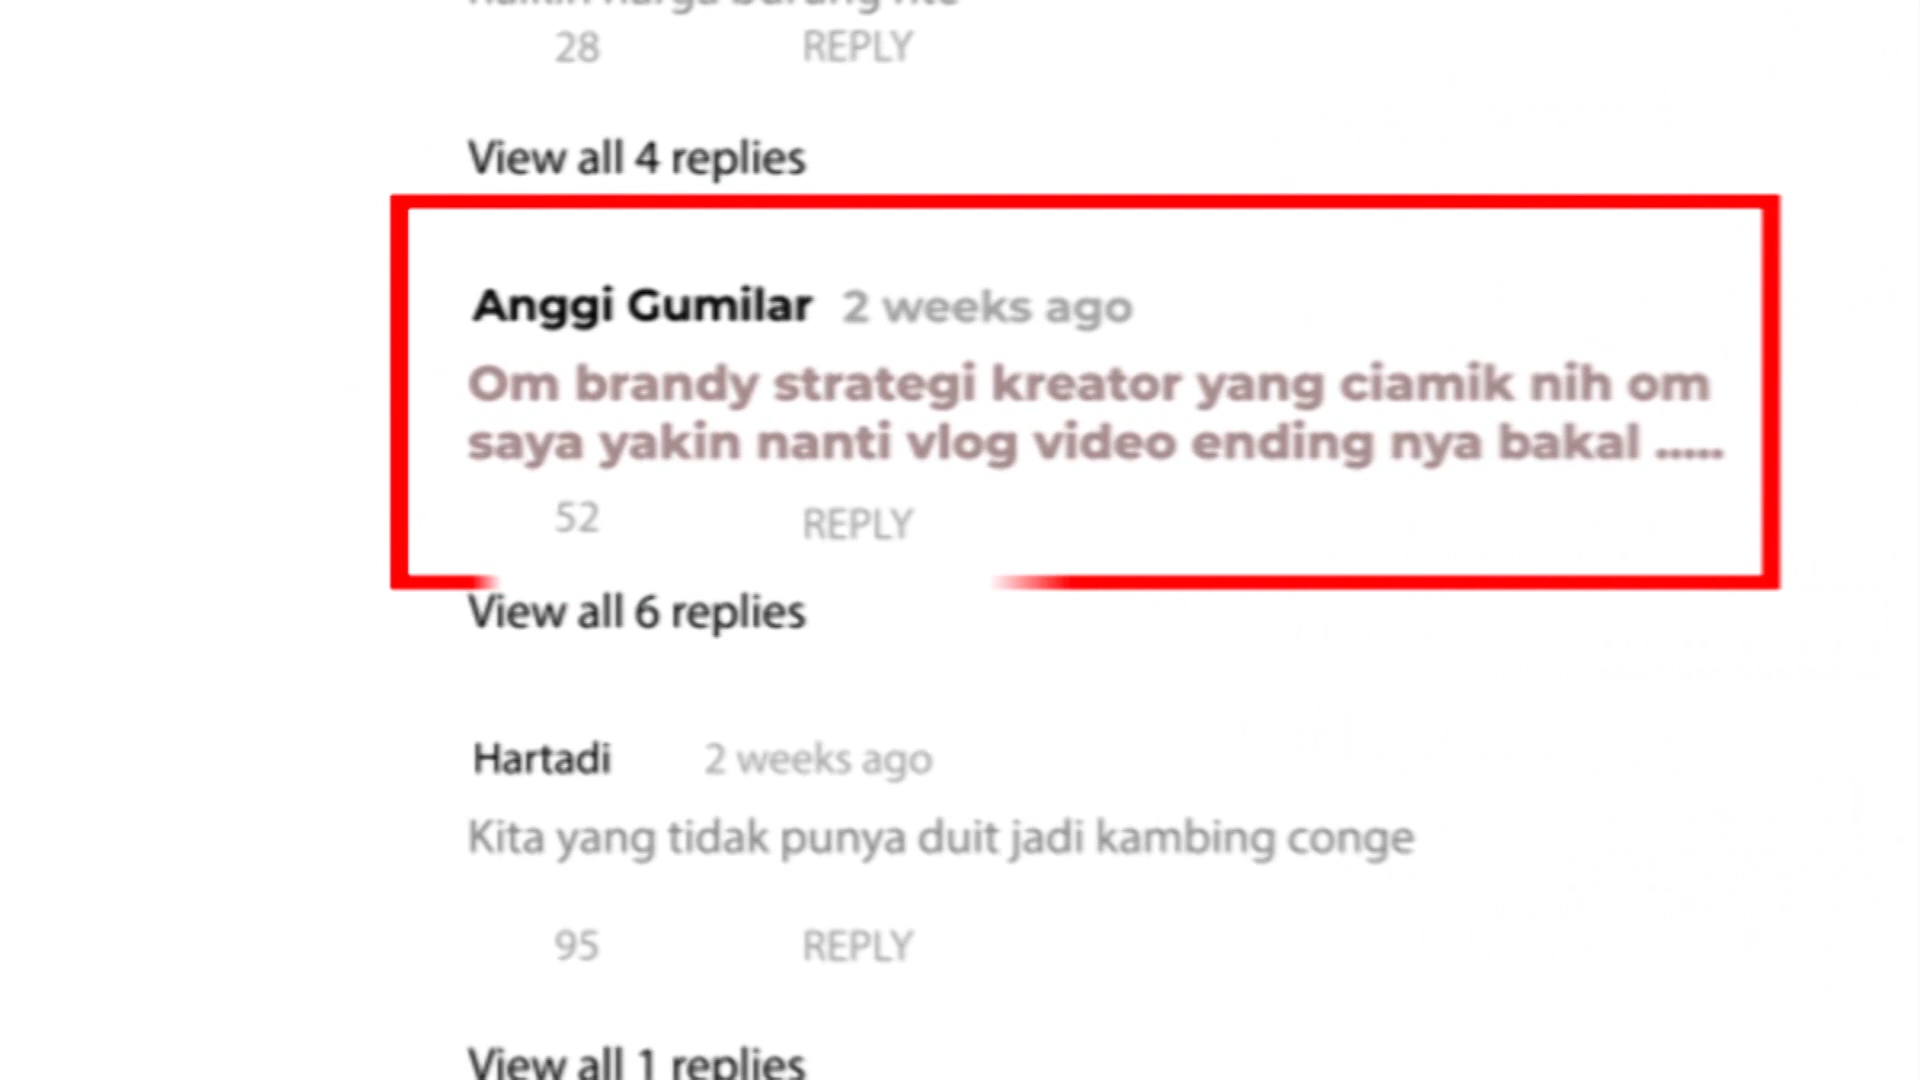 28 REPLY
View all 4 replies
Anggi Gumilar 2 weeks ago
Om brandy strategi kreator yang ciamik nih om
saya yakin nanti vlog video ending nya bakal .....
52 REPLY
View all 6 replies
Hartadi 2 weeks ago
Kita yang tidak punya duit jadi kambing conge
95 REPLY
View all 1 replies